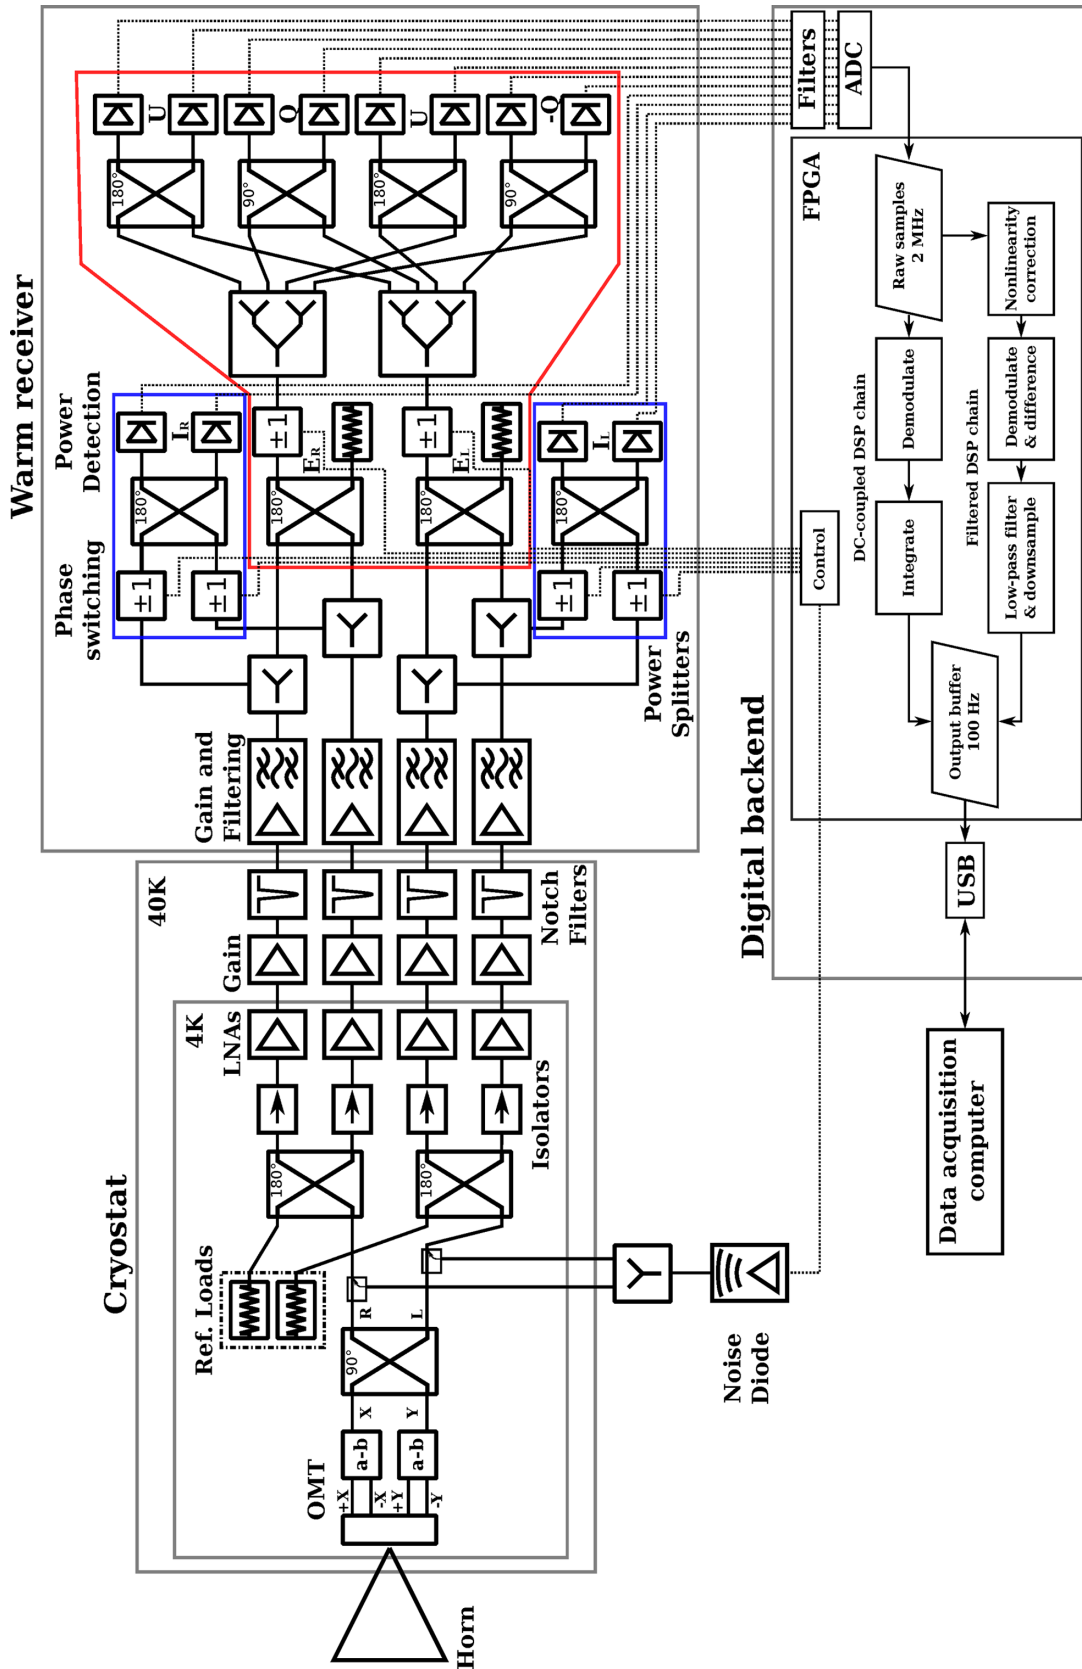 Warm receiver
Phase
switching
Power
Detection
±1
±1
180°
I_R
180°
E_R
±1
180°
E_L
±1
±1
±1
180°
I_L
180°
U
90°
Q
180°
U
90°
-Q
Gain and
Filtering
Power
Splitters
Cryostat
40K
4K
Gain
LNAs
Notch
Filters
Isolators
Ref. Loads
180°
180°
90°
R
L
OMT
+X
-X
+Y
-Y
a-b
a-b
X
Y
Horn
Noise
Diode
Digital backend
Filters
ADC
FPGA
Raw samples
2 MHz
DC-coupled DSP chain
Demodulate
Integrate
Nonlinearity
correction
Filtered DSP chain
Demodulate
& difference
Low-pass filter
& downsample
Control
Output buffer
100 Hz
USB
Data acquisition
computer